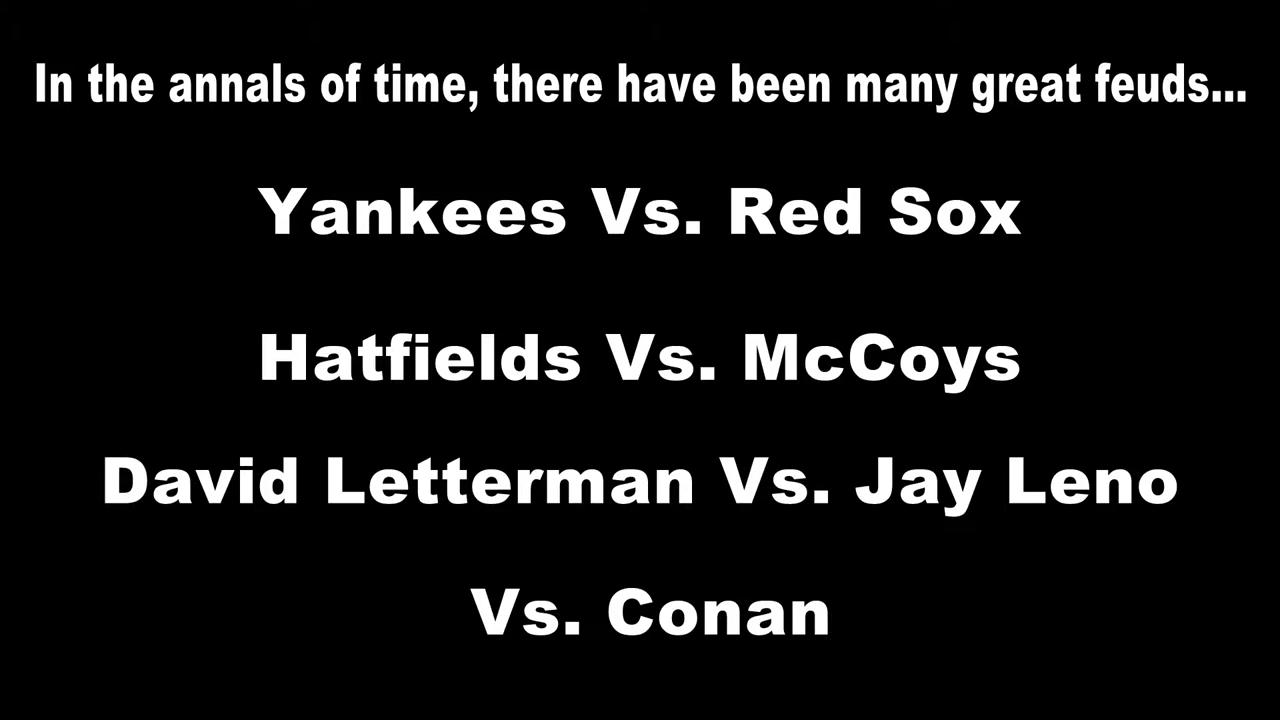 In the annals of time, there have been many great feuds...
Yankees Vs. Red Sox
Hatfields Vs. McCoys
David Letterman Vs. Jay Leno
Vs. Conan